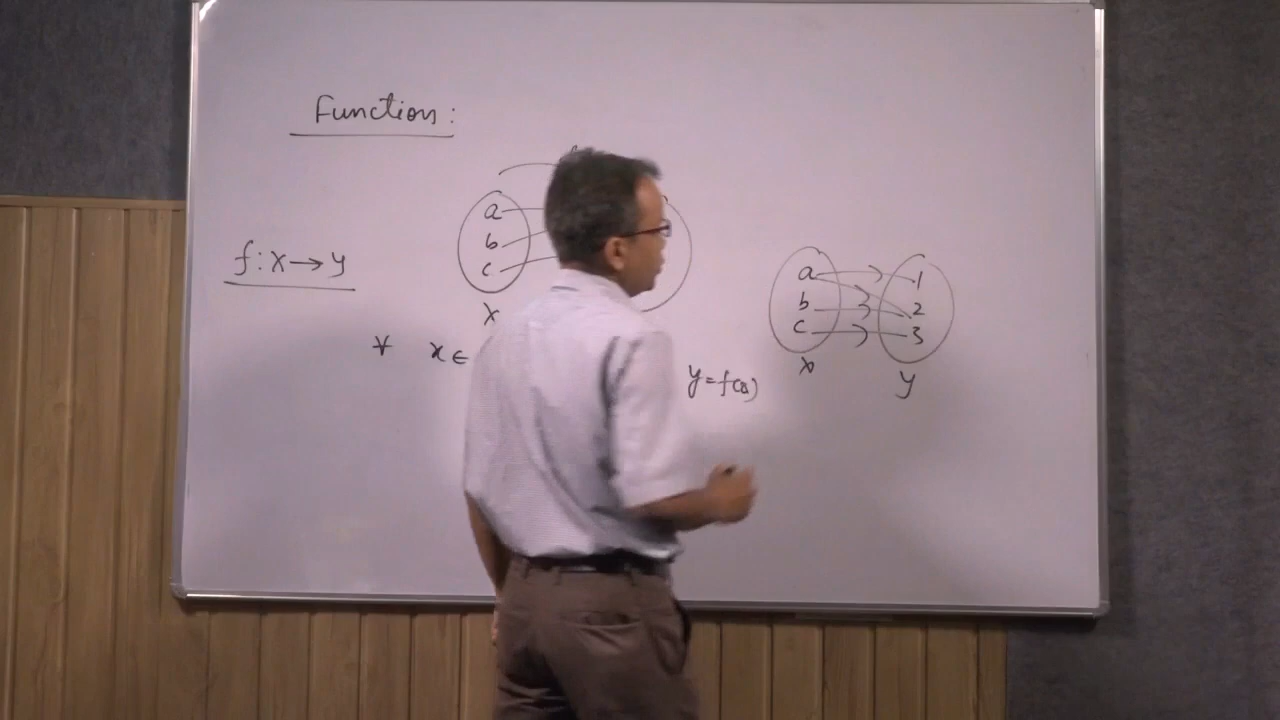 Function:
a
b
c
X
f: X → y
∀ x ∈
y = f(x)
a 1
b 2
c 3
X y